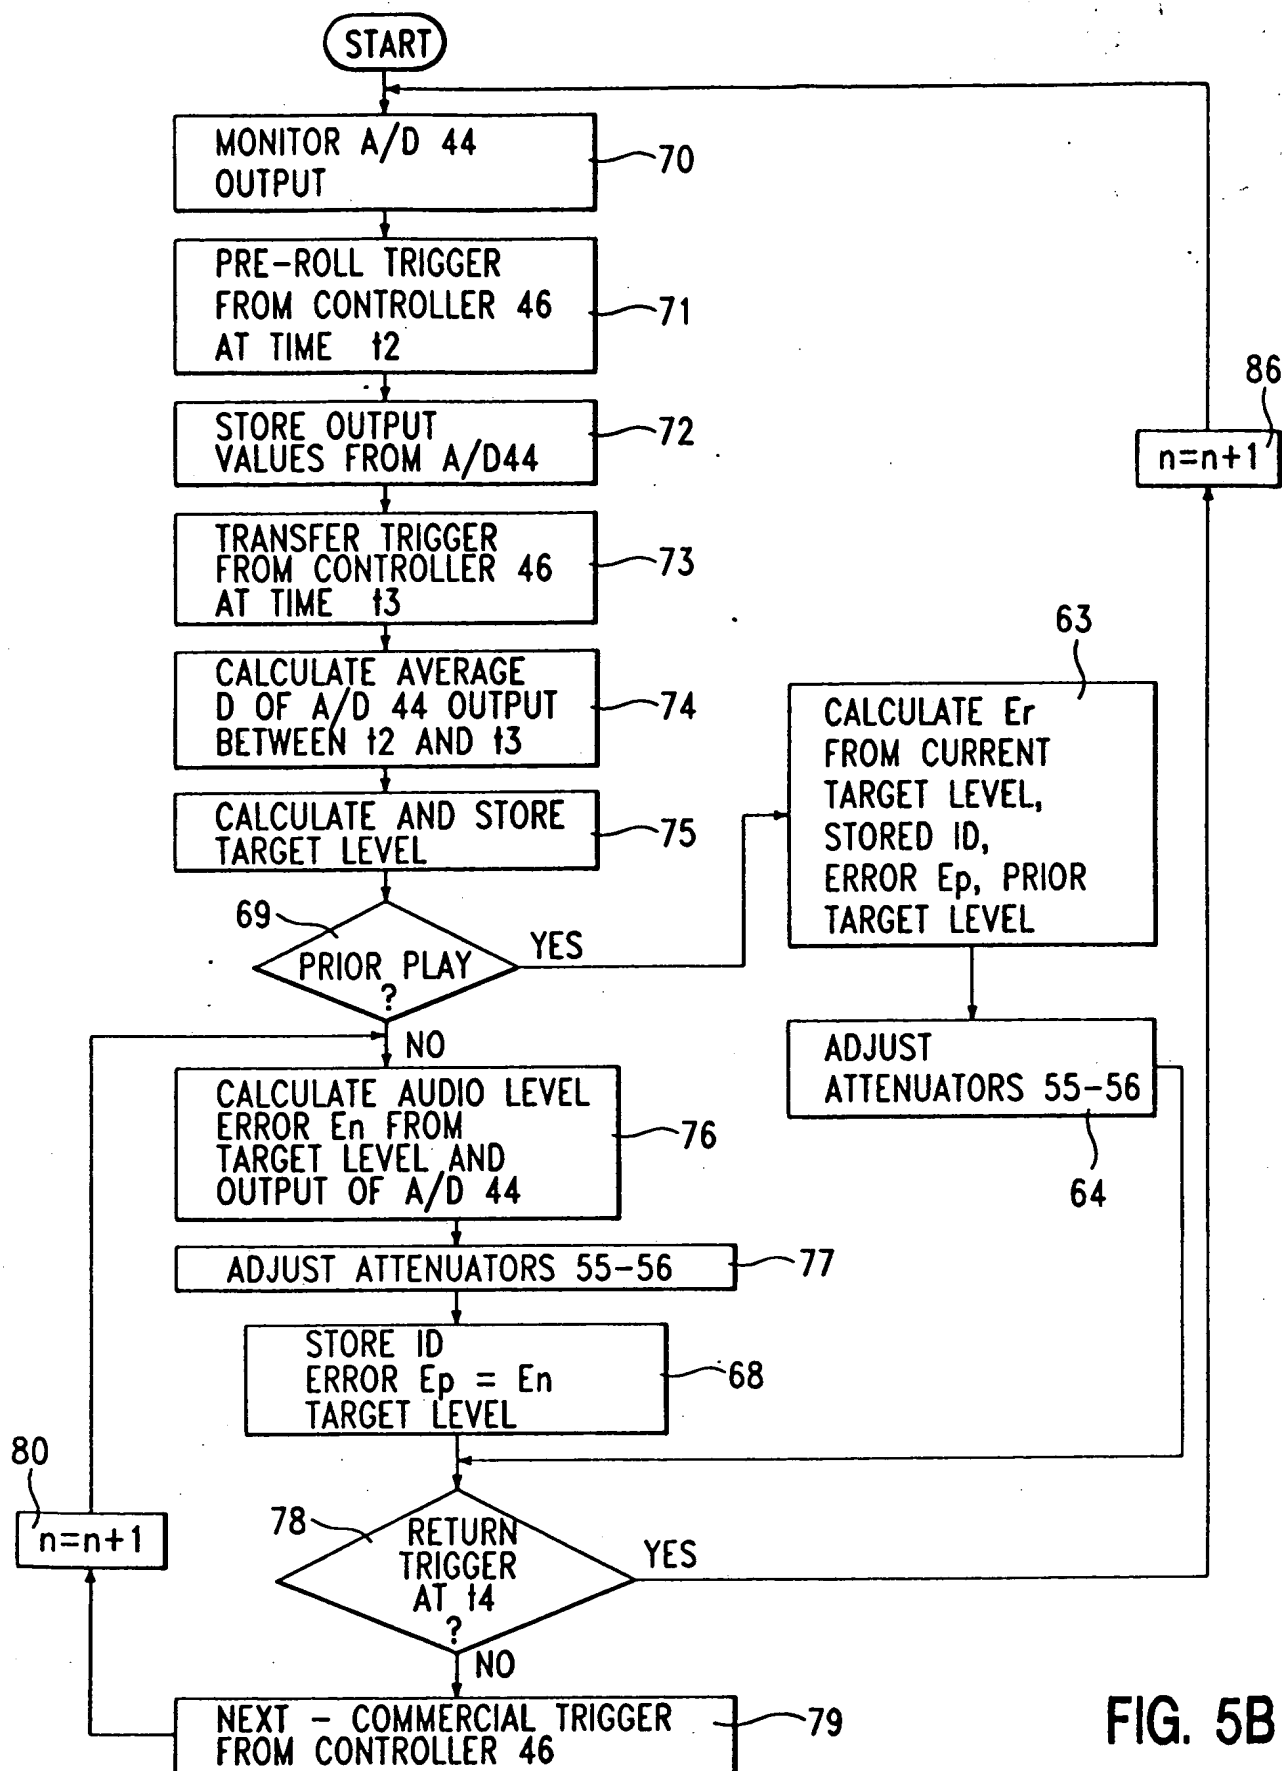 START
MONITOR A/D 44
OUTPUT
70
PRE-ROLL TRIGGER
FROM CONTROLLER 46
AT TIME t2
71
STORE OUTPUT
VALUES FROM A/D44
72
TRANSFER TRIGGER
FROM CONTROLLER 46
AT TIME t3
73
CALCULATE AVERAGE
D OF A/D 44 OUTPUT
BETWEEN t2 AND t3
74
CALCULATE AND STORE
TARGET LEVEL
75
69
PRIOR PLAY
?
YES
NO
63
CALCULATE Er
FROM CURRENT
TARGET LEVEL,
STORED ID,
ERROR Ep, PRIOR
TARGET LEVEL
ADJUST
ATTENUATORS 55-56
64
86
n=n+1
CALCULATE AUDIO LEVEL
ERROR En FROM
TARGET LEVEL AND
OUTPUT OF A/D 44
76
ADJUST ATTENUATORS 55-56
77
STORE ID
ERROR Ep = En
TARGET LEVEL
68
80
n=n+1
78
RETURN
TRIGGER
AT t4
?
YES
NO
NEXT - COMMERCIAL TRIGGER
FROM CONTROLLER 46
79
FIG. 5B